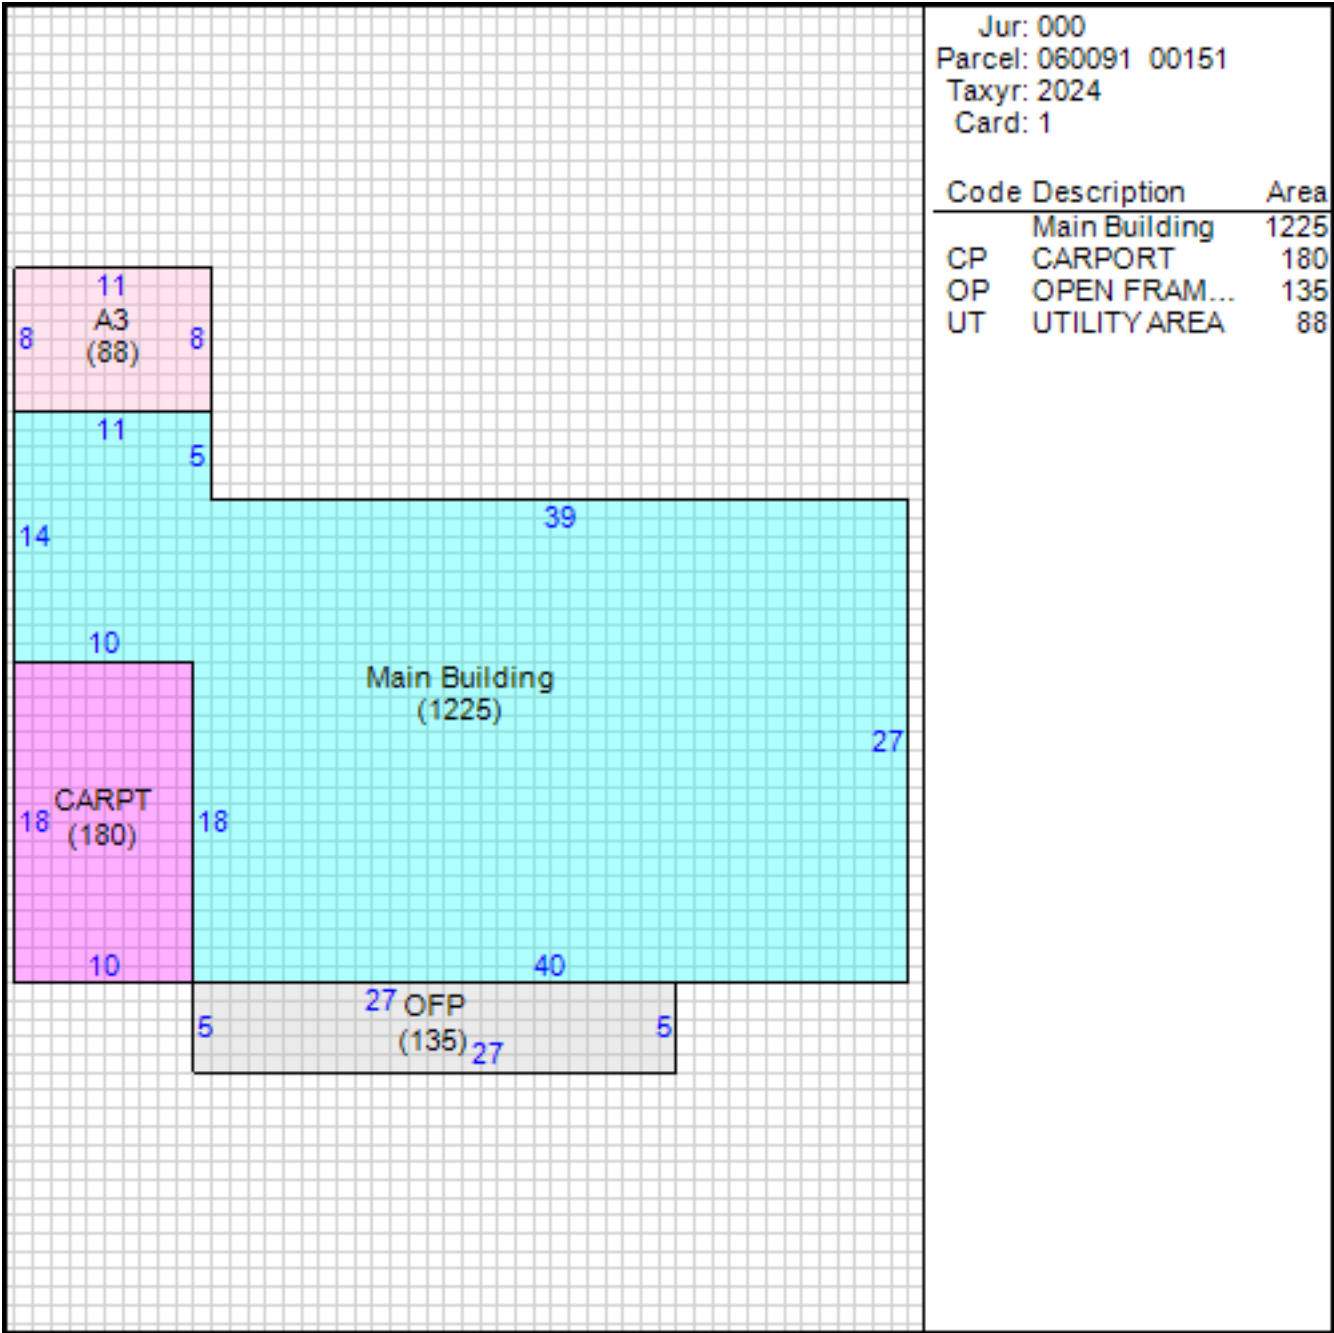 Jur: 000
Parcel: 060091 00151
Taxyr: 2024
Card: 1
Code Description Area
Main Building 1225
CP CARPORT 180
OP OPEN FRAM... 135
UT UTILITY AREA 88
11
A3
8 8
(88)
11
5
39
14
10
Main Building
(1225)
27
CARPT
18 18
(180)
10 40
27 OFP
5 5
(135)
27